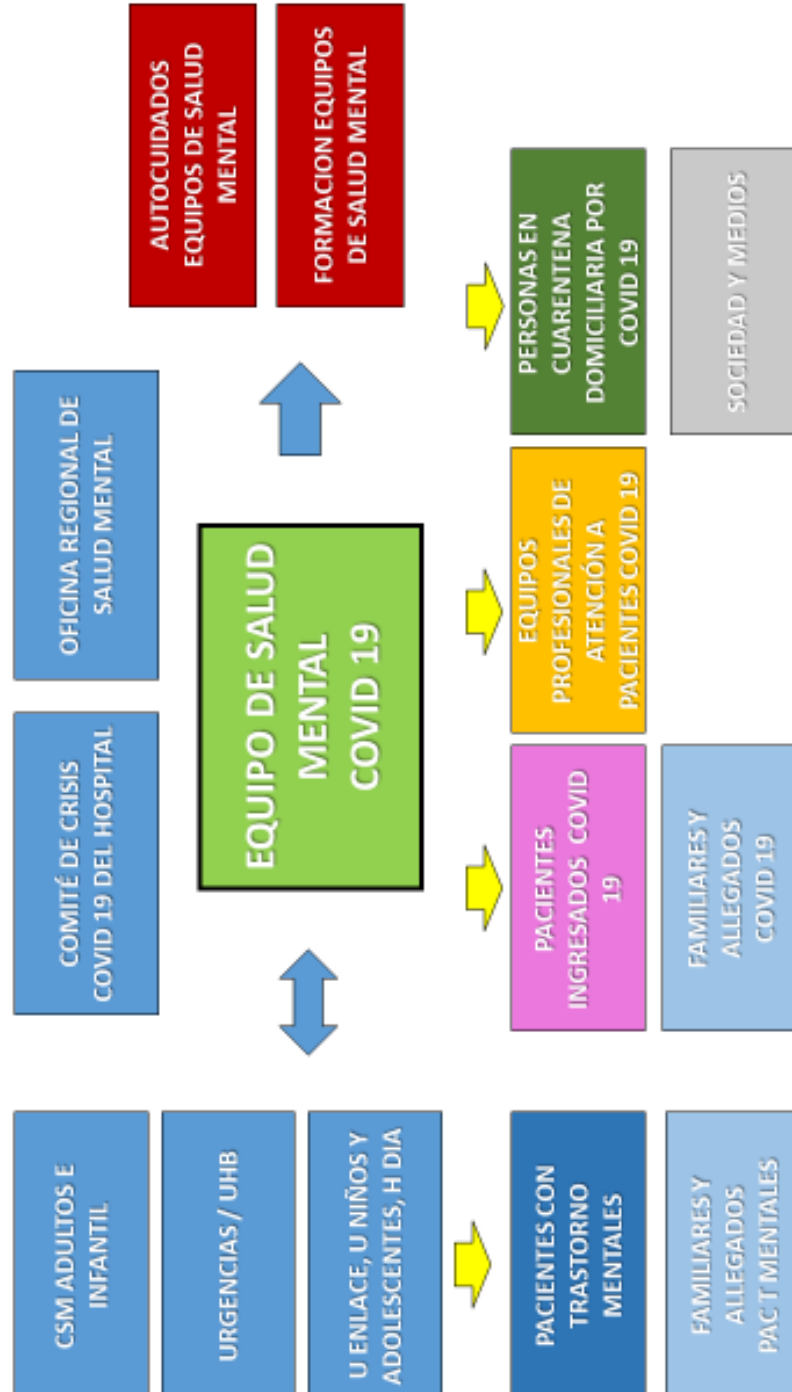 CSM ADULTOS E
INFANTIL
URGENCIAS / UHB
U ENLACE, U NIÑOS Y
ADOLESCENTES, H DIA
COMITÉ DE CRISIS
COVID 19 DEL HOSPITAL
OFICINA REGIONAL DE
SALUD MENTAL
EQUIPO DE SALUD
MENTAL
COVID 19
AUTOCUIDADOS
EQUIPOS DE SALUD
MENTAL
FORMACION EQUIPOS
DE SALUD MENTAL
PACIENTES CON
TRASTORNO
MENTALES
PACIENTES
INGRESADOS COVID
19
EQUIPOS
PROFESIONALES DE
ATENCIÓN A
PACIENTES COVID 19
PERSONAS EN
CUARENTENA
DOMICILIARIA POR
COVID 19
FAMILIARES Y
ALLEGADOS
PAC T MENTALES
FAMILIARES Y
ALLEGADOS
COVID 19
SOCIEDAD Y MEDIOS